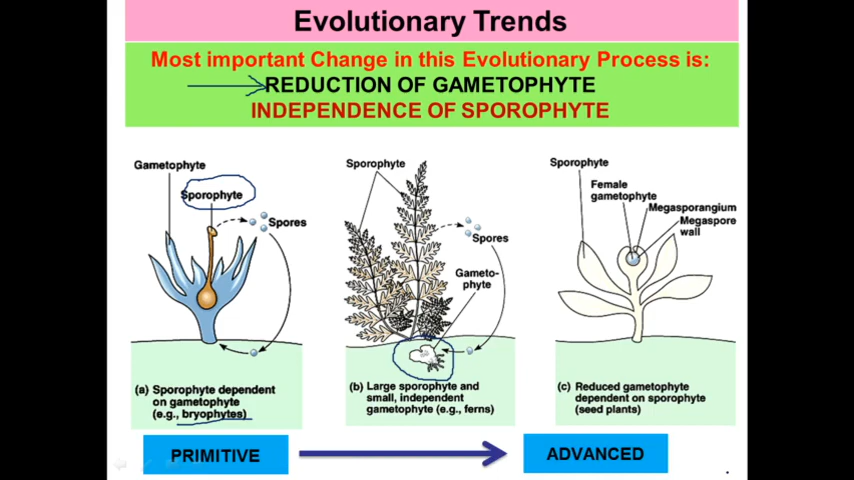 Evolutionary Trends
Most important Change in this Evolutionary Process is:
REDUCTION OF GAMETOPHYTE
INDEPENDENCE OF SPOROPHYTE
Gametophyte
Sporophyte
Spores
(a) Sporophyte dependent
on gametophyte
(e.g., bryophytes)
Sporophyte
Spores
Gameto-
phyte
(b) Large sporophyte and
small, independent
gametophyte (e.g., ferns)
Sporophyte
Female
gametophyte
Megasporangium
Megaspore
wall
(c) Reduced gametophyte
dependent on sporophyte
(seed plants)
PRIMITIVE
ADVANCED